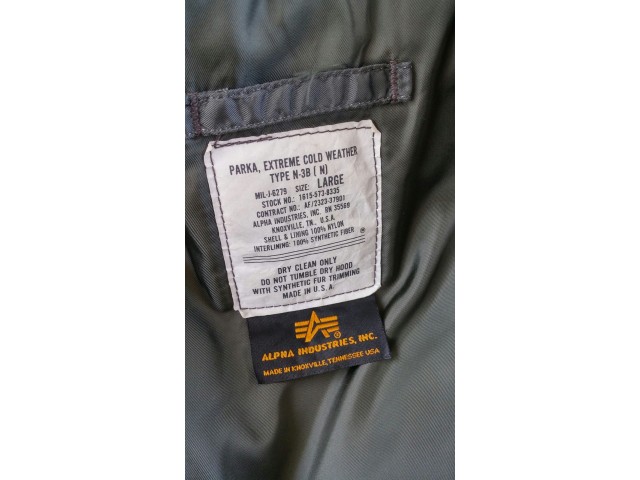 PARKA, EXTREME COLD WEATHER
TYPE N-3B (N)
MIL-J-6279 SIZE: LARGE
STOCK NO.: 1615-573-8335
CONTRACT NO.: AF/2323-37901
ALPHA INDUSTRIES, INC. RN 35569
KNOXVILLE, TN., U.S.A.
SHELL & LINING 100% NYLON
INTERLINING: 100% SYNTHETIC FIBER
®
DRY CLEAN ONLY
DO NOT TUMBLE DRY HOOD
WITH SYNTHETIC FUR TRIMMING
MADE IN U.S.A.
®
ALPHA INDUSTRIES, INC.
MADE IN KNOXVILLE, TENNESSEE USA